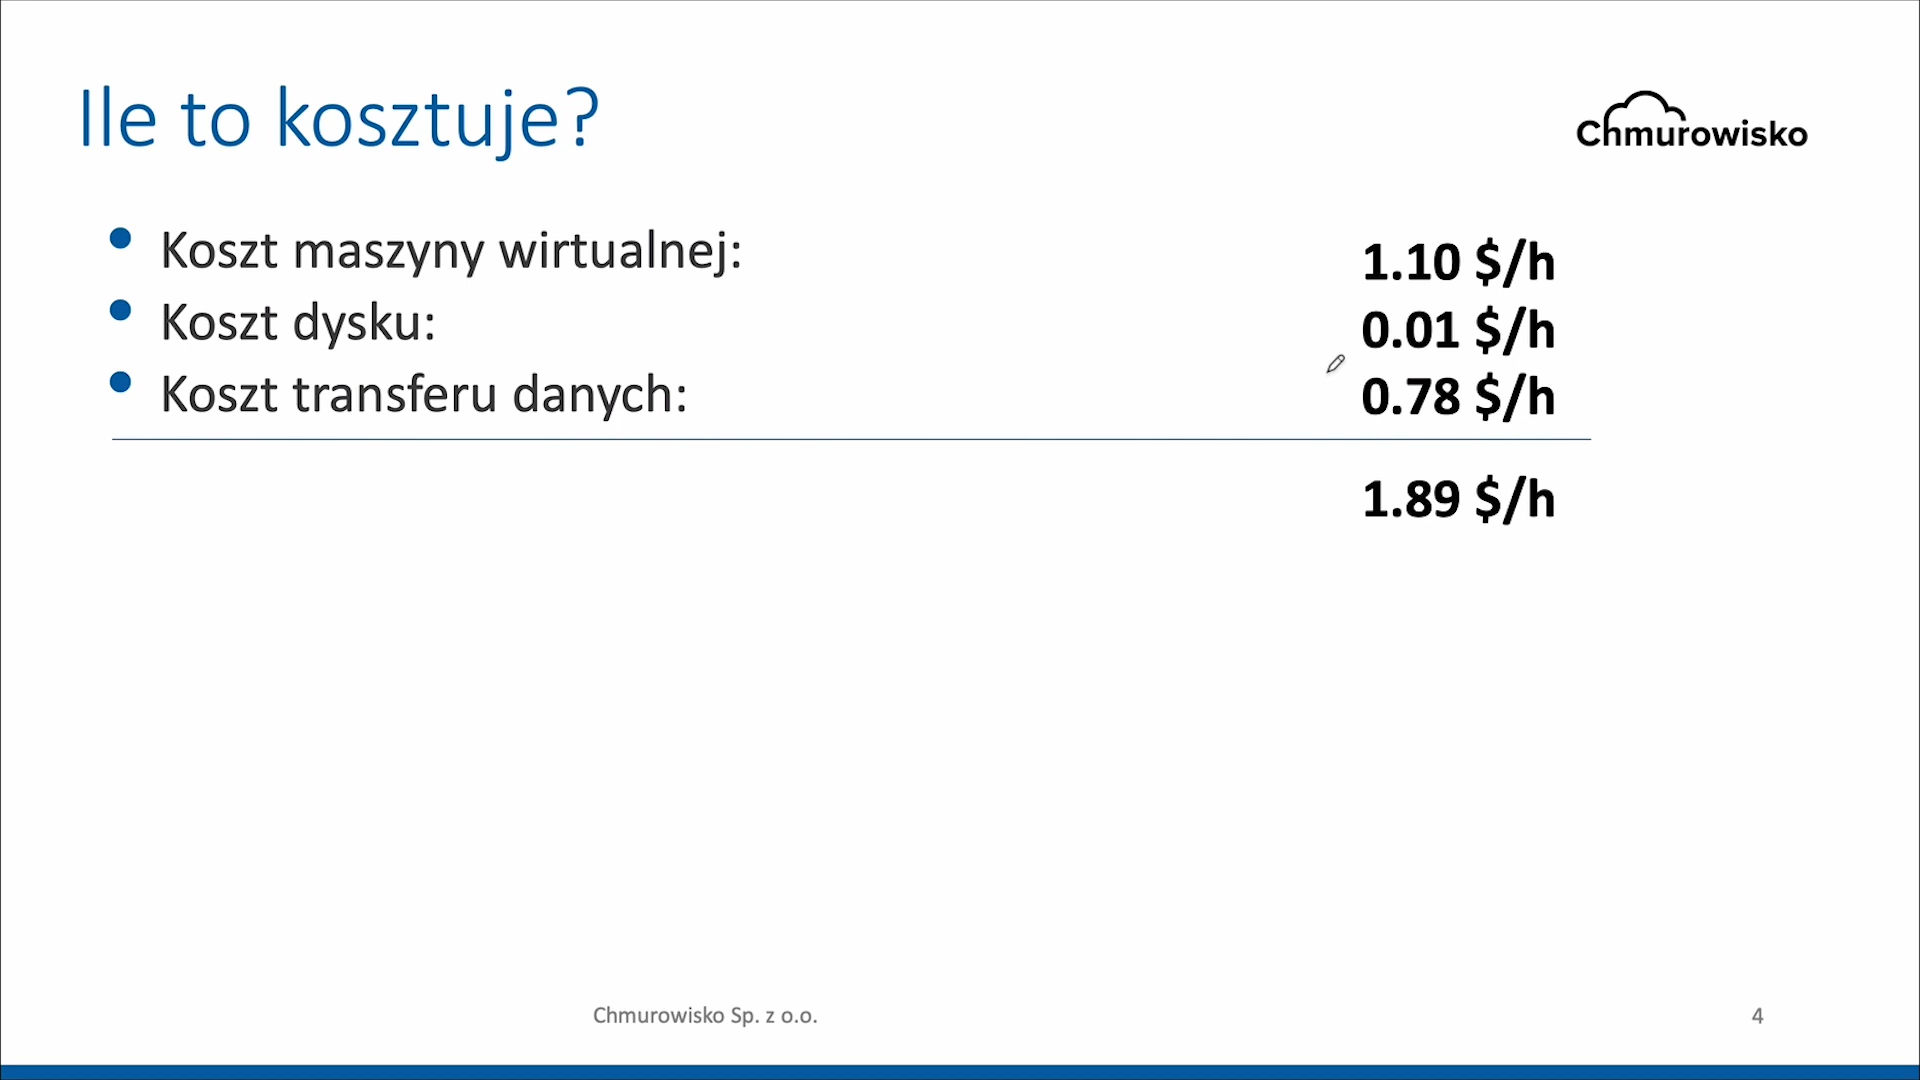 Ile to kosztuje?
Chmurowisko
Koszt maszyny wirtualnej: 1.10 $/h
Koszt dysku: 0.01 $/h
Koszt transferu danych: 0.78 $/h
1.89 $/h
Chmurowisko Sp. z o.o. 4